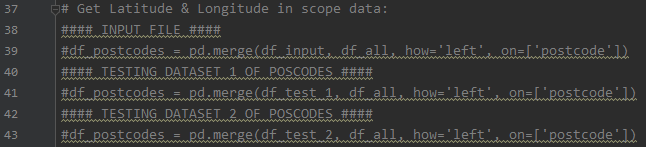 37 # Get Latitude & Longitude in scope data:
38 #### INPUT FILE ####
39 #df_postcodes = pd.merge(df_input, df_all, how='left', on=['postcode'])
40 #### TESTING DATASET 1 OF POSCODES ####
41 #df_postcodes = pd.merge(df_test_1, df_all, how='left', on=['postcode'])
42 #### TESTING DATASET 2 OF POSCODES ####
43 #df_postcodes = pd.merge(df_test_2, df_all, how='left', on=['postcode'])